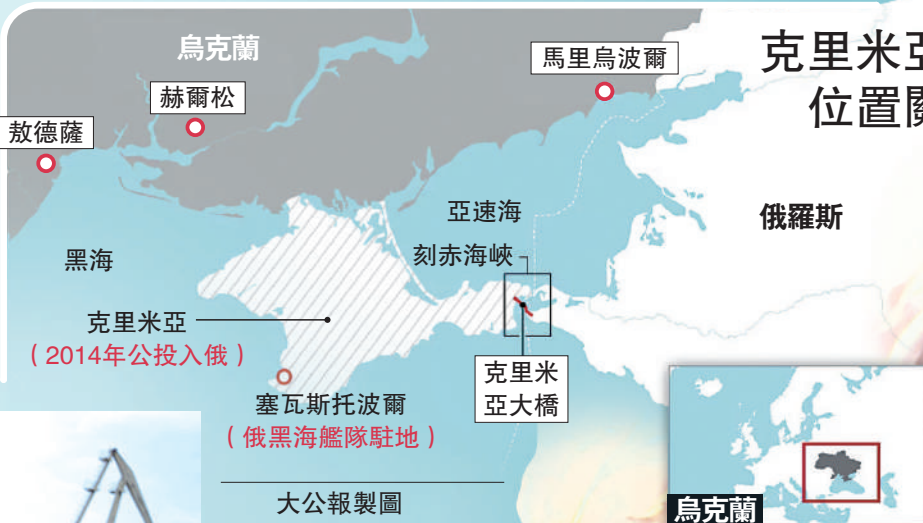 克里米亞
位置關
烏克蘭
馬里烏波爾
赫爾松
敖德薩
俄羅斯
亞速海
刻赤海峽
黑海
克里米亞
（2014年公投入俄）
克里米
亞大橋
塞瓦斯托波爾
（俄黑海艦隊駐地）
大公報製圖
烏克蘭